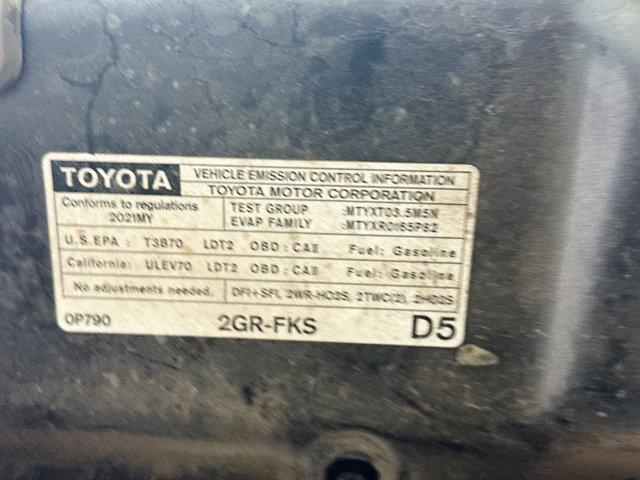 TOYOTA
VEHICLE EMISSION CONTROL INFORMATION
TOYOTA MOTOR CORPORATION
Conforms to regulations
2021MY
TEST GROUP :MTYXT03.5M5N
EVAP FAMILY :MTYXR0165PS2
U.S.EPA : T3B70 LDT2 OBD : CAII Fuel: Gasoline
California: ULEV70 LDT2 OBD : CAII Fuel: Gasoline
No adjustments needed.
DFI+SFI, 2WR-HO2S, 2TWC(2), 2HO2S
0P790
2GR-FKS
D5